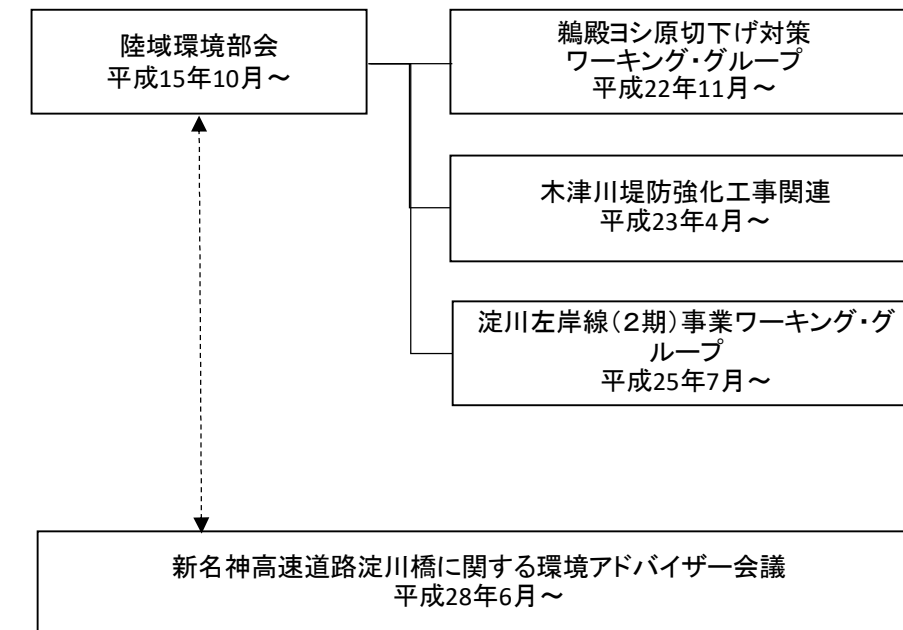 陸域環境部会
平成15年10月～
鵜殿ヨシ原切下げ対策
ワーキング・グループ
平成22年11月～
木津川堤防強化工事関連
平成23年4月～
淀川左岸線（2期）事業ワーキング・グ
ループ
平成25年7月～
新名神高速道路淀川橋に関する環境アドバイザー会議
平成28年6月～